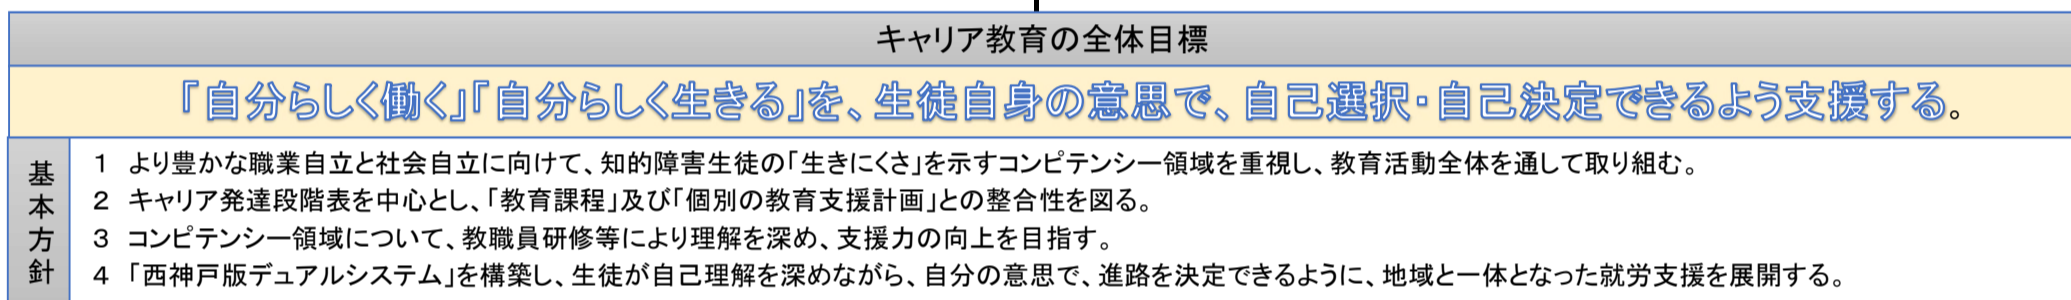 キャリア教育の全体目標
「自分らしく働く」「自分らしく生きる」を、生徒自身の意思で、自己選択・自己決定できるよう支援する。
基本方針
１ より豊かな職業自立と社会自立に向けて、知的障害生徒の「生きにくさ」を示すコンピテンシー領域を重視し、教育活動全体を通して取り組む。
２ キャリア発達段階表を中心とし、「教育課程」及び「個別の教育支援計画」との整合性を図る。
３ コンピテンシー領域について、教職員研修等により理解を深め、支援力の向上を目指す。
４ 「西神戸版デュアルシステム」を構築し、生徒が自己理解を深めながら、自分の意思で、進路を決定できるように、地域と一体となった就労支援を展開する。